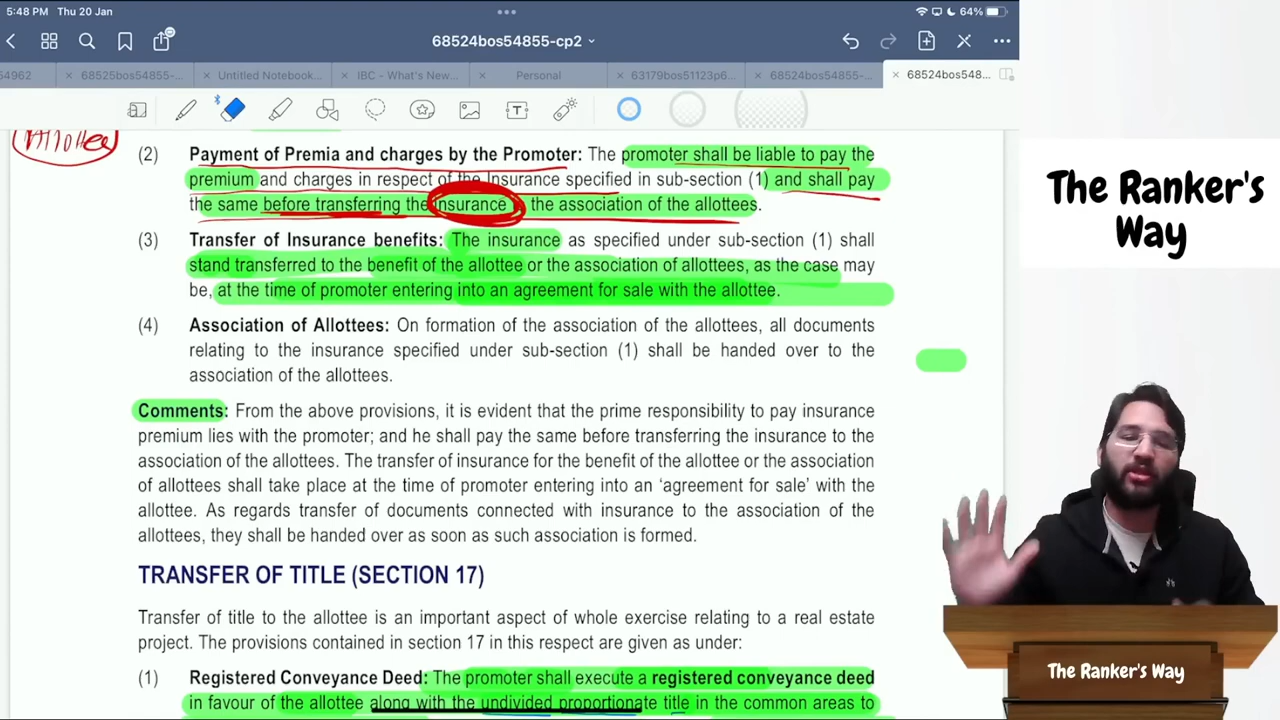 5:48 PM Thu 20 Jan
64%
68524bos54855-cp2
54962
68525bos54855-...
Untitled Notebook...
IBC - What's New...
Personal
63179bos51123p6...
68524bos54855-...
68524bos548...
Allottee
(2) Payment of Premia and charges by the Promoter: The promoter shall be liable to pay the
premium and charges in respect of the Insurance specified in sub-section (1) and shall pay
the same before transferring the insurance the association of the allottees.
(3) Transfer of Insurance benefits: The insurance as specified under sub-section (1) shall
stand transferred to the benefit of the allottee or the association of allottees, as the case may
be, at the time of promoter entering into an agreement for sale with the allottee.
(4) Association of Allottees: On formation of the association of the allottees, all documents
relating to the insurance specified under sub-section (1) shall be handed over to the
association of the allottees.
Comments: From the above provisions, it is evident that the prime responsibility to pay insurance
premium lies with the promoter; and he shall pay the same before transferring the insurance to the
association of the allottees. The transfer of insurance for the benefit of the allottee or the association
of allottees shall take place at the time of promoter entering into an ‘agreement for sale’ with the
allottee. As regards transfer of documents connected with insurance to the association of the
allottees, they shall be handed over as soon as such association is formed.
TRANSFER OF TITLE (SECTION 17)
Transfer of title to the allottee is an important aspect of whole exercise relating to a real estate
project. The provisions contained in section 17 in this respect are given as under:
(1) Registered Conveyance Deed: The promoter shall execute a registered conveyance deed
in favour of the allottee along with the undivided proportionate title in the common areas to
The Ranker's
Way
The Ranker's Way